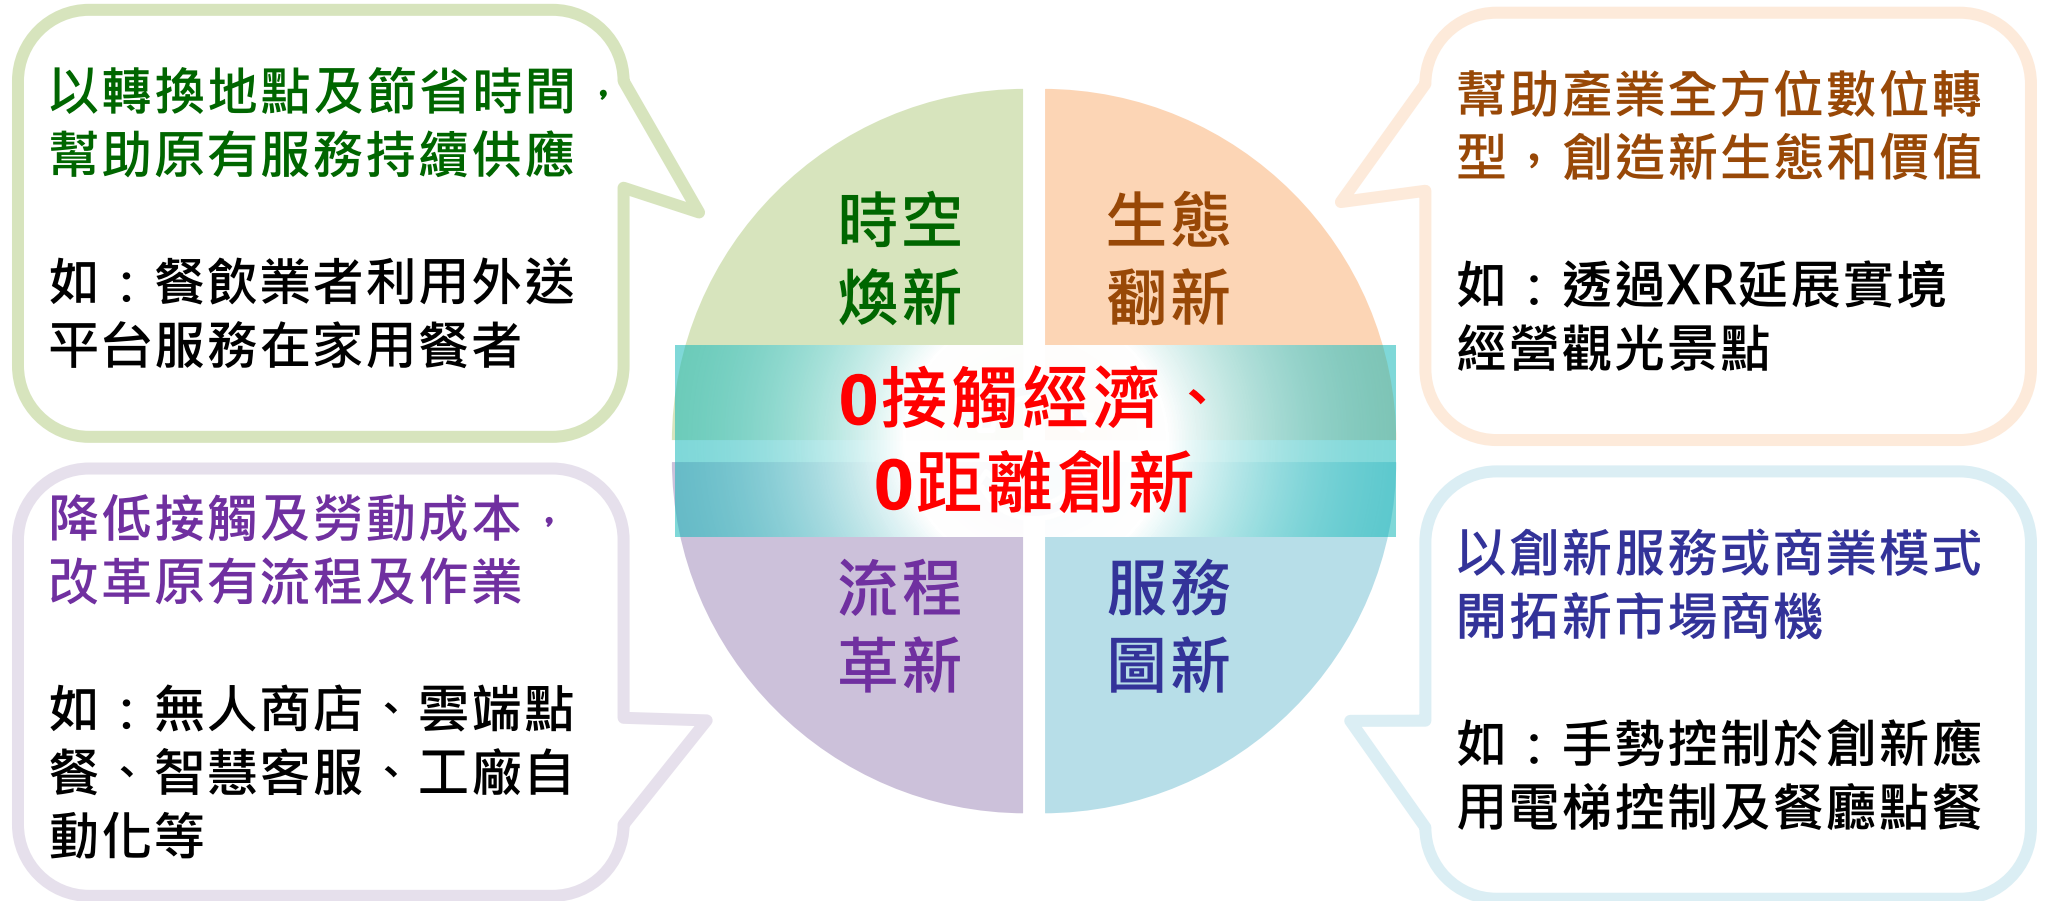 以轉換地點及節省時間，
幫助原有服務持續供應
如：餐飲業者利用外送
平台服務在家用餐者
幫助產業全方位數位轉
型，創造新生態和價值
如：透過XR延展實境
經營觀光景點
時空
煥新
生態
翻新
0接觸經濟、
0距離創新
流程
革新
服務
圖新
降低接觸及勞動成本，
改革原有流程及作業
如：無人商店、雲端點
餐、智慧客服、工廠自
動化等
以創新服務或商業模式
開拓新市場商機
如：手勢控制於創新應
用電梯控制及餐廳點餐